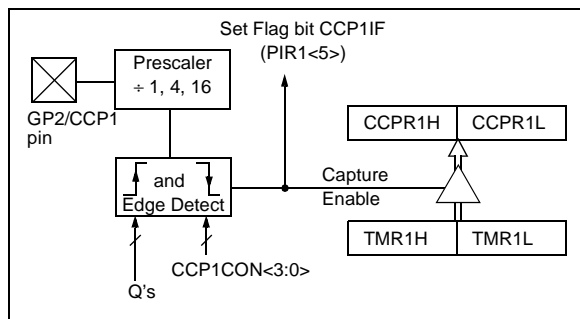 Set Flag bit CCP1IF
(PIR1<5>)
Prescaler
÷ 1, 4, 16
GP2/CCP1
pin
CCPR1H CCPR1L
and
Edge Detect
Capture
Enable
TMR1H TMR1L
CCP1CON<3:0>
Q's